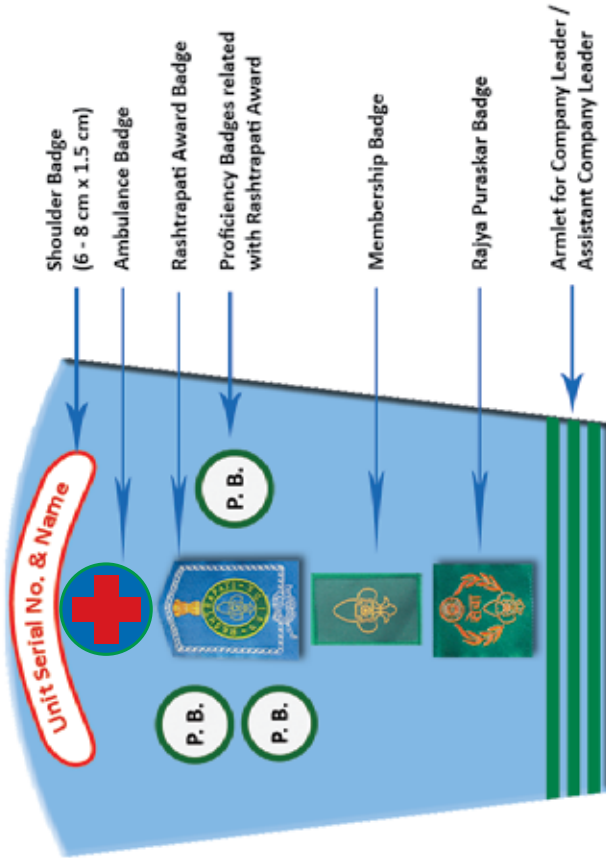 Shoulder Badge
(6 - 8 cm x 1.5 cm)
Ambulance Badge
Rashtrapati Award Badge
Proficiency Badges related
with Rashtrapati Award
Membership Badge
Rajya Puraskar Badge
Armlet for Company Leader /
Assistant Company Leader
Unit Serial No. & Name
P. B.
P. B.
P. B.
सेवा